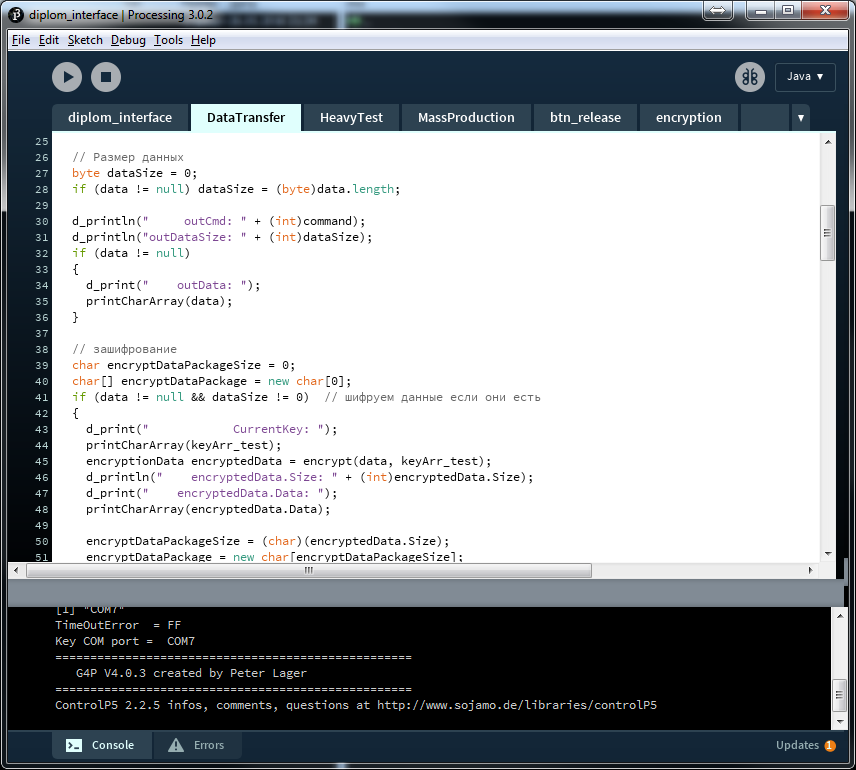 diplom_interface | Processing 3.0.2
File Edit Sketch Debug Tools Help
Java ▼
diplom_interface DataTransfer HeavyTest MassProduction btn_release encryption ▼
25
26 // Размер данных
27 byte dataSize = 0;
28 if (data != null) dataSize = (byte)data.length;
29
30 d_println("     outCmd: " + (int)command);
31 d_println("outDataSize: " + (int)dataSize);
32 if (data != null)
33 {
34   d_print("    outData: ");
35   printCharArray(data);
36 }
37
38 // зашифрование
39 char encryptDataPackageSize = 0;
40 char[] encryptDataPackage = new char[0];
41 if (data != null && dataSize != 0)  // шифруем данные если они есть
42 {
43   d_print("            CurrentKey: ");
44   printCharArray(keyArr_test);
45   encryptionData encryptedData = encrypt(data, keyArr_test);
46   d_println("    encryptedData.Size: " + (int)encryptedData.Size);
47   d_print("    encryptedData.Data: ");
48   printCharArray(encryptedData.Data);
49
50   encryptDataPackageSize = (char)(encryptedData.Size);
51   encryptDataPackage = new char[encryptDataPackageSize];
[1] "COM7"
TimeOutError  = FF
Key COM port =  COM7
===================================================
   G4P V4.0.3 created by Peter Lager
===================================================
ControlP5 2.2.5 infos, comments, questions at http://www.sojamo.de/libraries/controlP5
Console Errors Updates 1